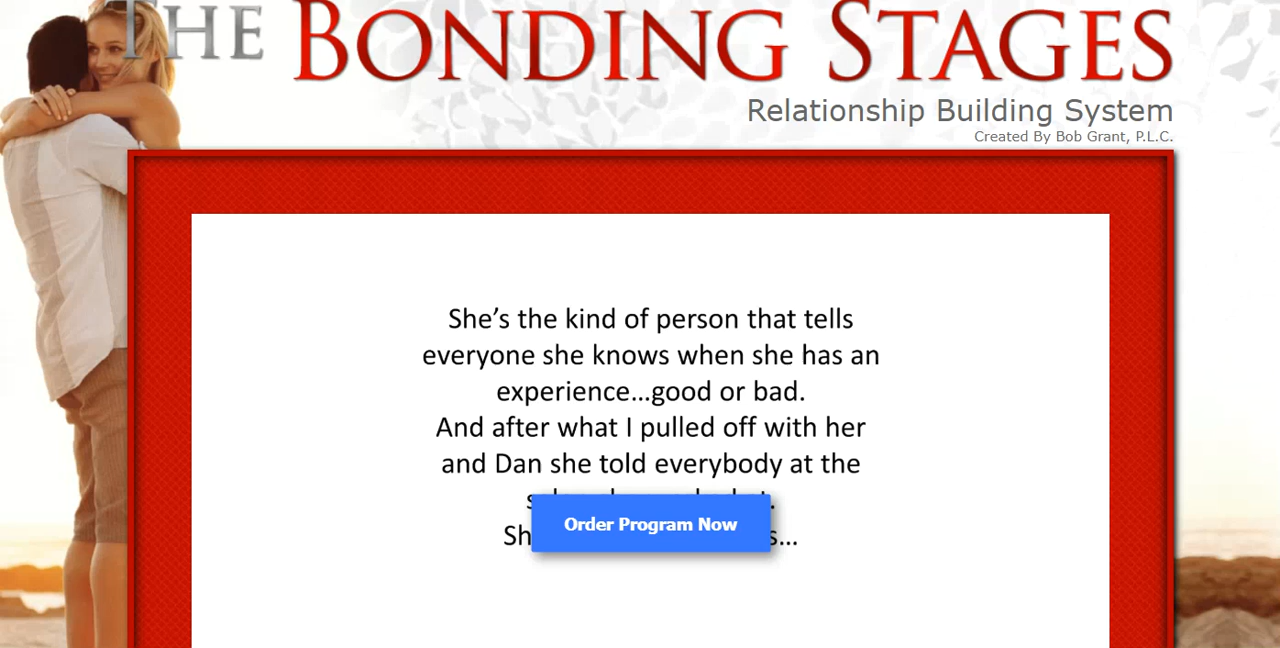 THE BONDING STAGES
Relationship Building System
Created By Bob Grant, P.L.C.
She’s the kind of person that tells
everyone she knows when she has an
experience...good or bad.
And after what I pulled off with her
and Dan she told everybody at the
Order Program Now